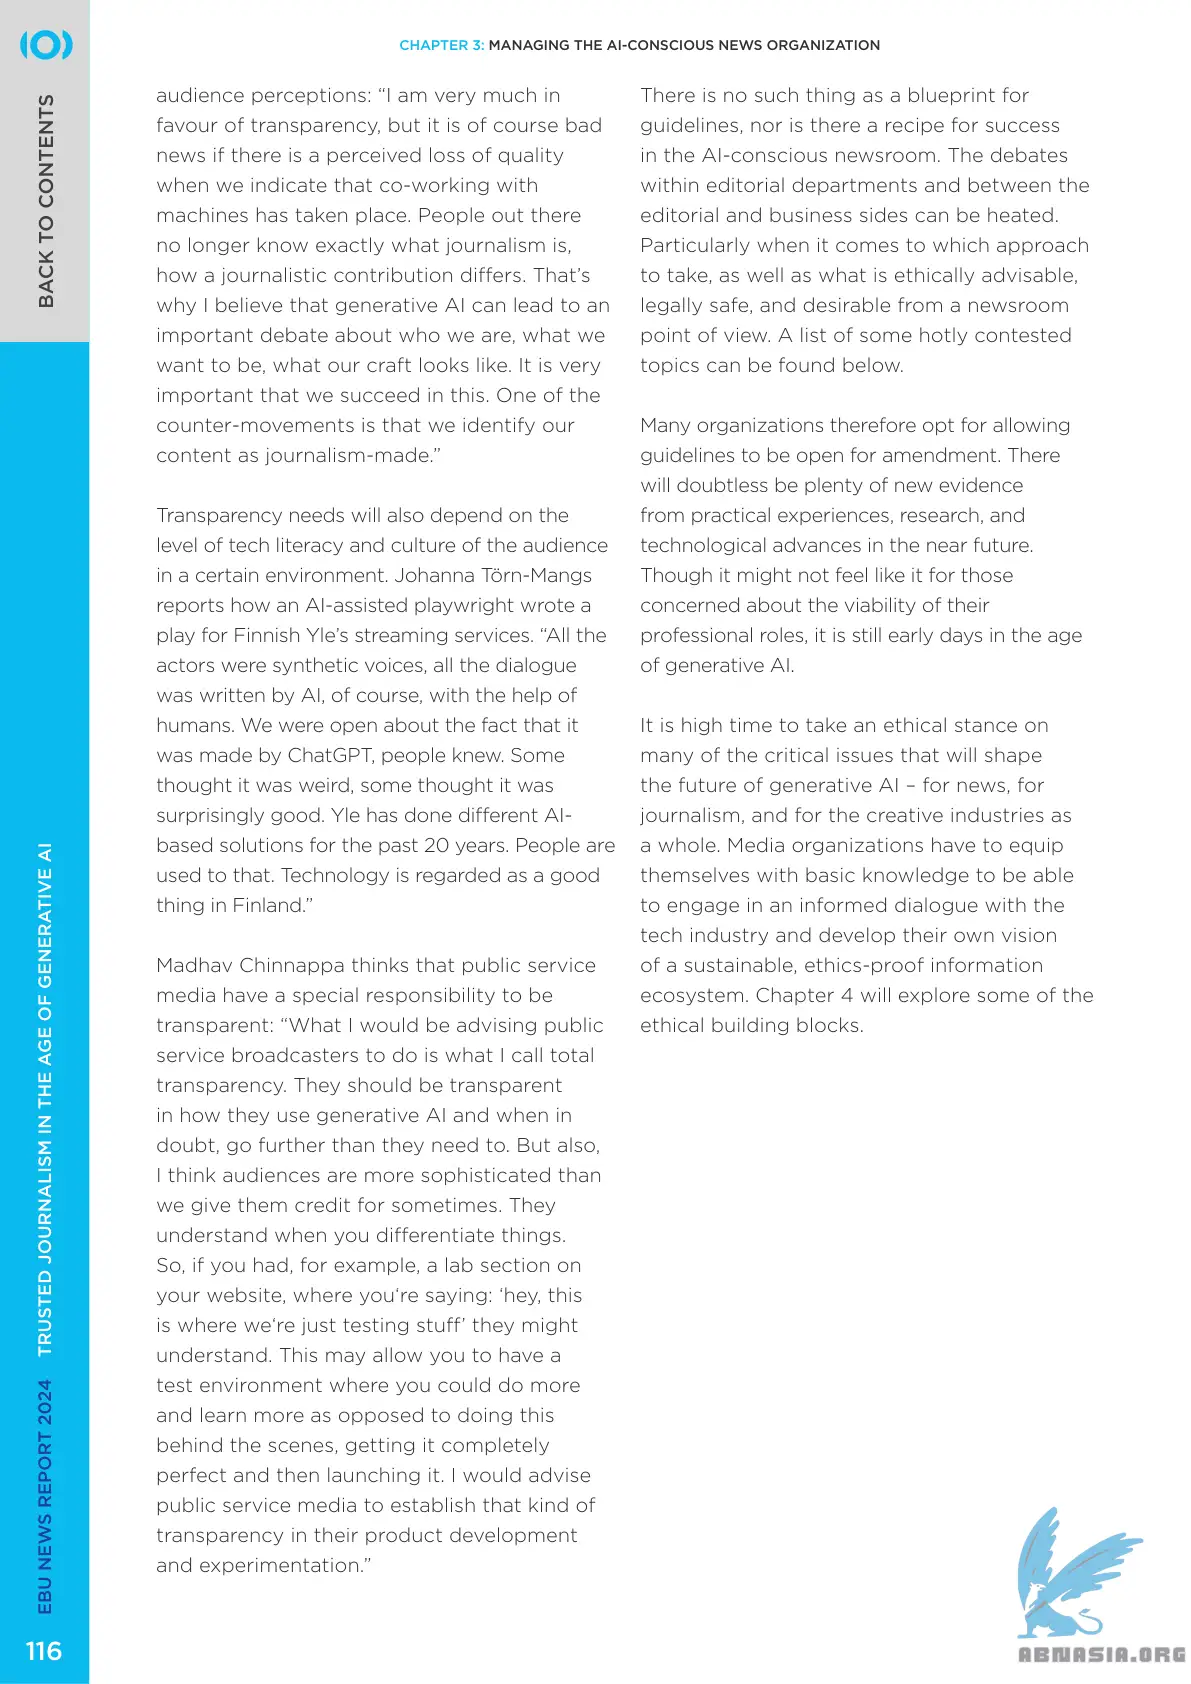 CHAPTER 3: MANAGING THE AI-CONSCIOUS NEWS ORGANIZATION
BACK TO CONTENTS
audience perceptions: “I am very much in
favour of transparency, but it is of course bad
news if there is a perceived loss of quality
when we indicate that co-working with
machines has taken place. People out there
no longer know exactly what journalism is,
how a journalistic contribution differs. That’s
why I believe that generative AI can lead to an
important debate about who we are, what we
want to be, what our craft looks like. It is very
important that we succeed in this. One of the
counter-movements is that we identify our
content as journalism-made.”
Transparency needs will also depend on the
level of tech literacy and culture of the audience
in a certain environment. Johanna Törn-Mangs
reports how an AI-assisted playwright wrote a
play for Finnish Yle’s streaming services. “All the
actors were synthetic voices, all the dialogue
was written by AI, of course, with the help of
humans. We were open about the fact that it
was made by ChatGPT, people knew. Some
thought it was weird, some thought it was
surprisingly good. Yle has done different AI-
based solutions for the past 20 years. People are
used to that. Technology is regarded as a good
thing in Finland.”
Madhav Chinnappa thinks that public service
media have a special responsibility to be
transparent: “What I would be advising public
service broadcasters to do is what I call total
transparency. They should be transparent
in how they use generative AI and when in
doubt, go further than they need to. But also,
I think audiences are more sophisticated than
we give them credit for sometimes. They
understand when you differentiate things.
So, if you had, for example, a lab section on
your website, where you‘re saying: ‘hey, this
is where we‘re just testing stuff’ they might
understand. This may allow you to have a
test environment where you could do more
and learn more as opposed to doing this
behind the scenes, getting it completely
perfect and then launching it. I would advise
public service media to establish that kind of
transparency in their product development
and experimentation.”
There is no such thing as a blueprint for
guidelines, nor is there a recipe for success
in the AI-conscious newsroom. The debates
within editorial departments and between the
editorial and business sides can be heated.
Particularly when it comes to which approach
to take, as well as what is ethically advisable,
legally safe, and desirable from a newsroom
point of view. A list of some hotly contested
topics can be found below.
Many organizations therefore opt for allowing
guidelines to be open for amendment. There
will doubtless be plenty of new evidence
from practical experiences, research, and
technological advances in the near future.
Though it might not feel like it for those
concerned about the viability of their
professional roles, it is still early days in the age
of generative AI.
It is high time to take an ethical stance on
many of the critical issues that will shape
the future of generative AI – for news, for
journalism, and for the creative industries as
a whole. Media organizations have to equip
themselves with basic knowledge to be able
to engage in an informed dialogue with the
tech industry and develop their own vision
of a sustainable, ethics-proof information
ecosystem. Chapter 4 will explore some of the
ethical building blocks.
EBU NEWS REPORT 2024 TRUSTED JOURNALISM IN THE AGE OF GENERATIVE AI
116
ABNASIA.ORG